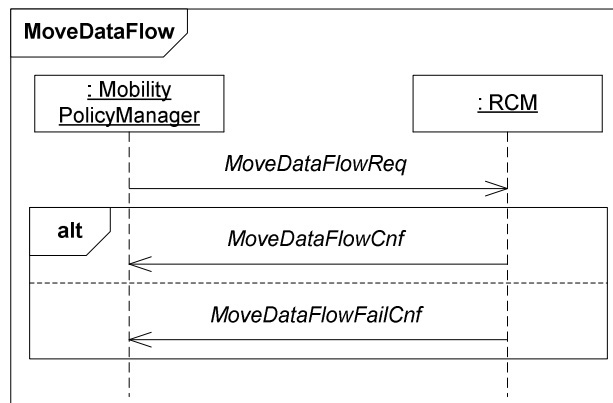 MoveDataFlow
: Mobility
PolicyManager
: RCM
MoveDataFlowReq
alt
MoveDataFlowCnf
MoveDataFlowFailCnf